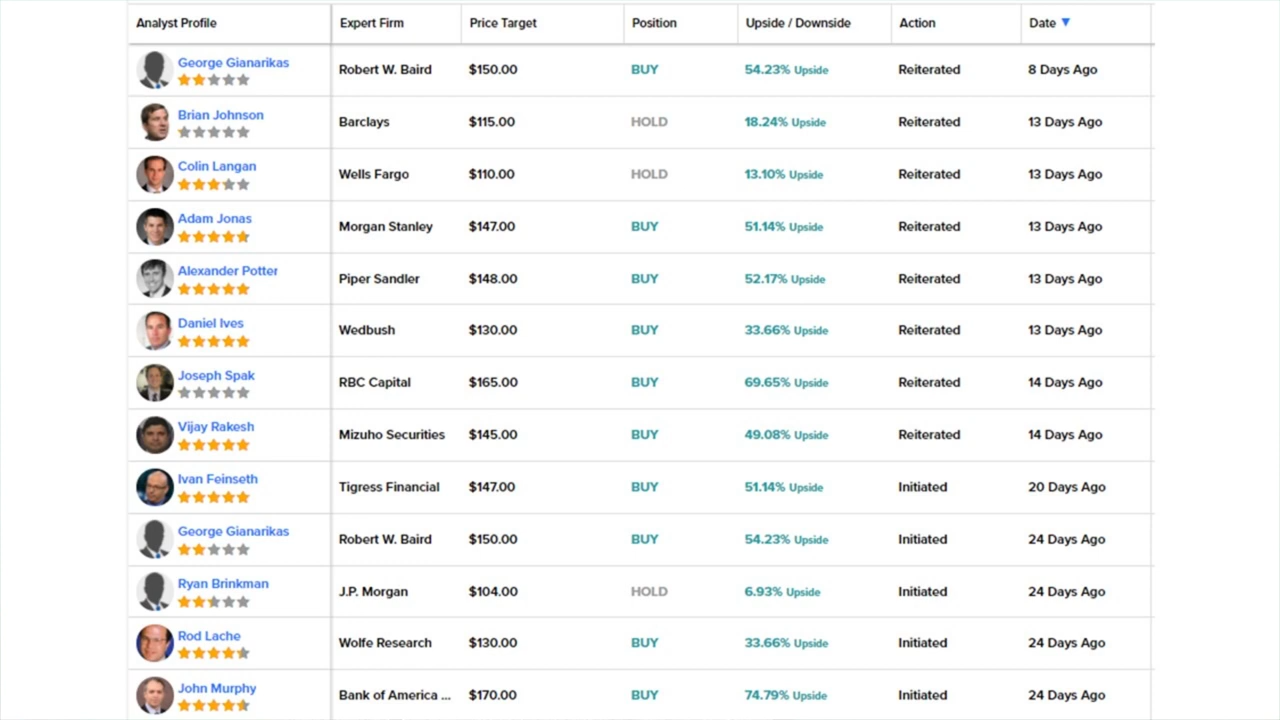 Analyst Profile Expert Firm Price Target Position Upside / Downside Action Date
George Gianarikas Robert W. Baird $150.00 BUY 54.23% Upside Reiterated 8 Days Ago
Brian Johnson Barclays $115.00 HOLD 18.24% Upside Reiterated 13 Days Ago
Colin Langan Wells Fargo $110.00 HOLD 13.10% Upside Reiterated 13 Days Ago
Adam Jonas Morgan Stanley $147.00 BUY 51.14% Upside Reiterated 13 Days Ago
Alexander Potter Piper Sandler $148.00 BUY 52.17% Upside Reiterated 13 Days Ago
Daniel Ives Wedbush $130.00 BUY 33.66% Upside Reiterated 13 Days Ago
Joseph Spak RBC Capital $165.00 BUY 69.65% Upside Reiterated 14 Days Ago
Vijay Rakesh Mizuho Securities $145.00 BUY 49.08% Upside Reiterated 14 Days Ago
Ivan Feinseth Tigress Financial $147.00 BUY 51.14% Upside Initiated 20 Days Ago
George Gianarikas Robert W. Baird $150.00 BUY 54.23% Upside Initiated 24 Days Ago
Ryan Brinkman J.P. Morgan $104.00 HOLD 6.93% Upside Initiated 24 Days Ago
Rod Lache Wolfe Research $130.00 BUY 33.66% Upside Initiated 24 Days Ago
John Murphy Bank of America ... $170.00 BUY 74.79% Upside Initiated 24 Days Ago